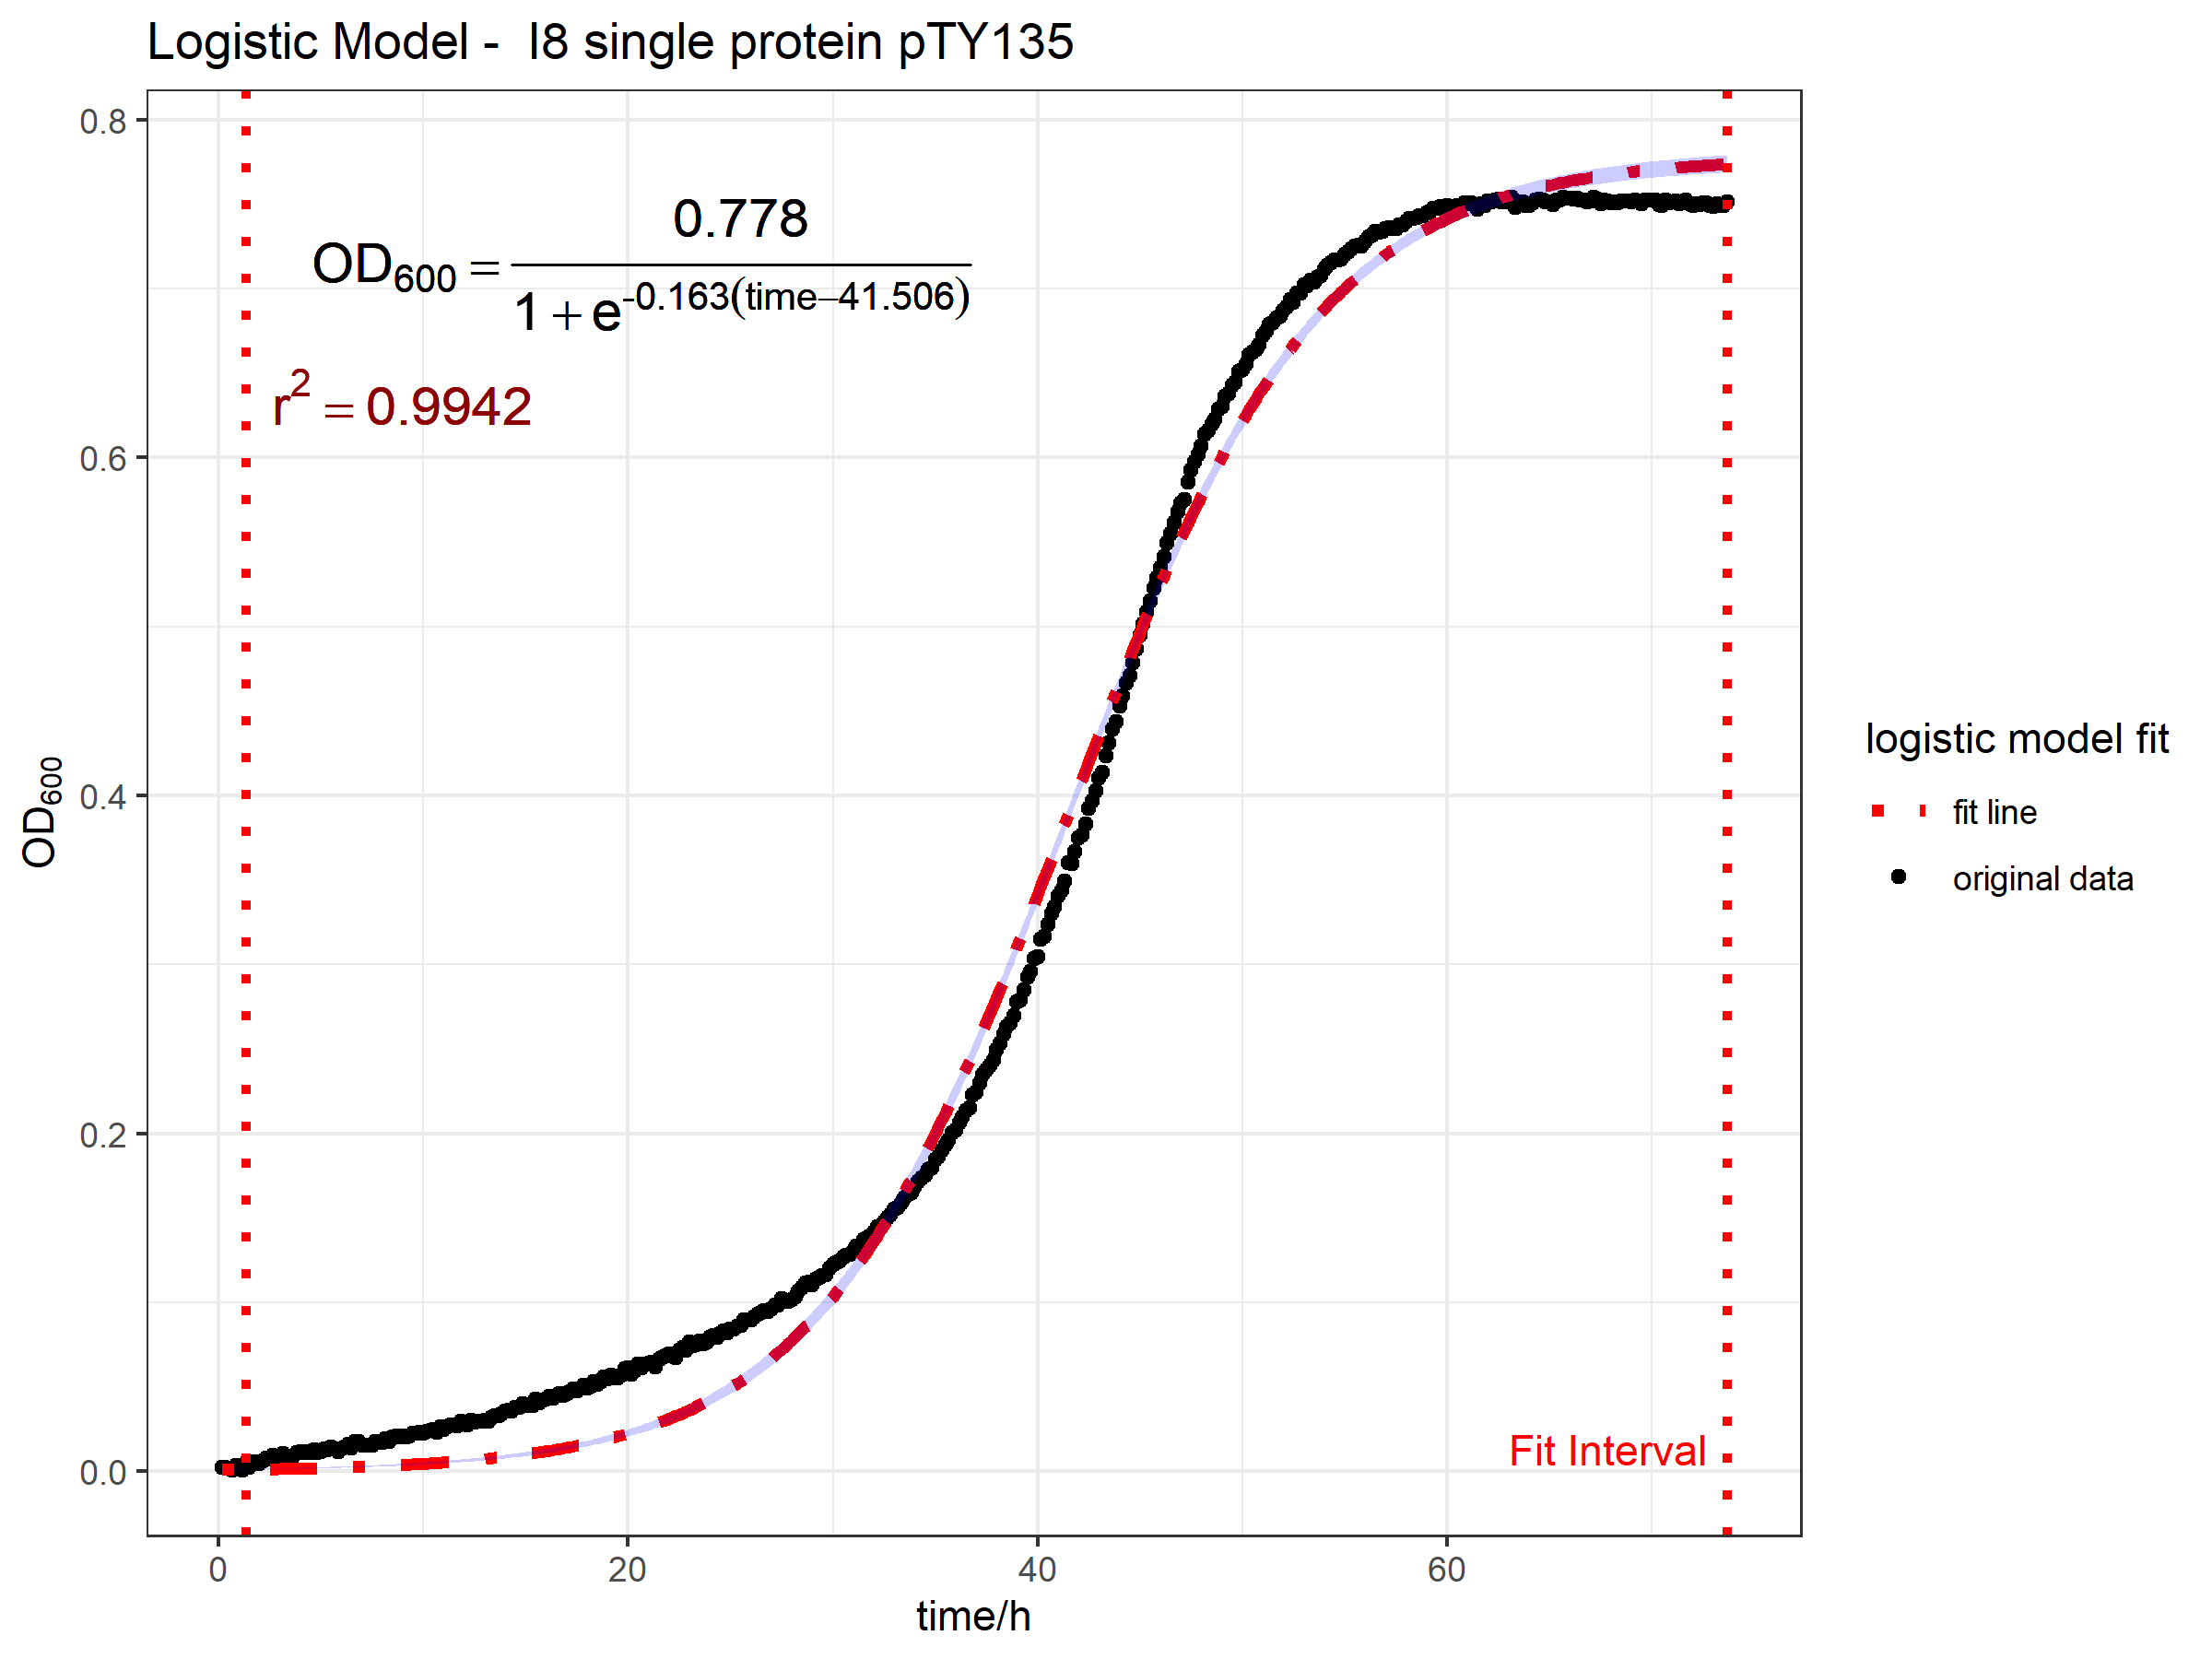 Logistic Model -  I8 single protein pTY135
0.8
0.6
0.4
0.2
0.0
OD600
OD600 = 0.778 / 1 + e^-0.163(time−41.506)
r² = 0.9942
Fit Interval
0 20 40 60
time/h
logistic model fit
fit line
original data